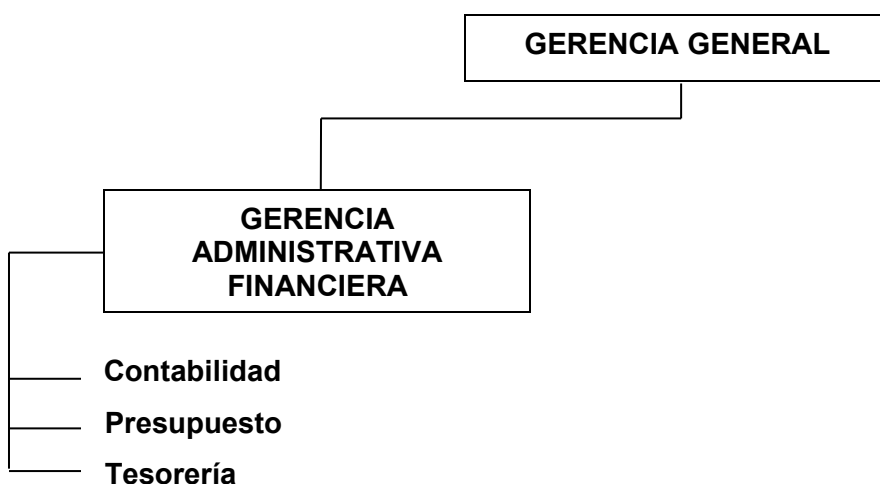 GERENCIA GENERAL
GERENCIA
ADMINISTRATIVA
FINANCIERA
Contabilidad
Presupuesto
Tesorería